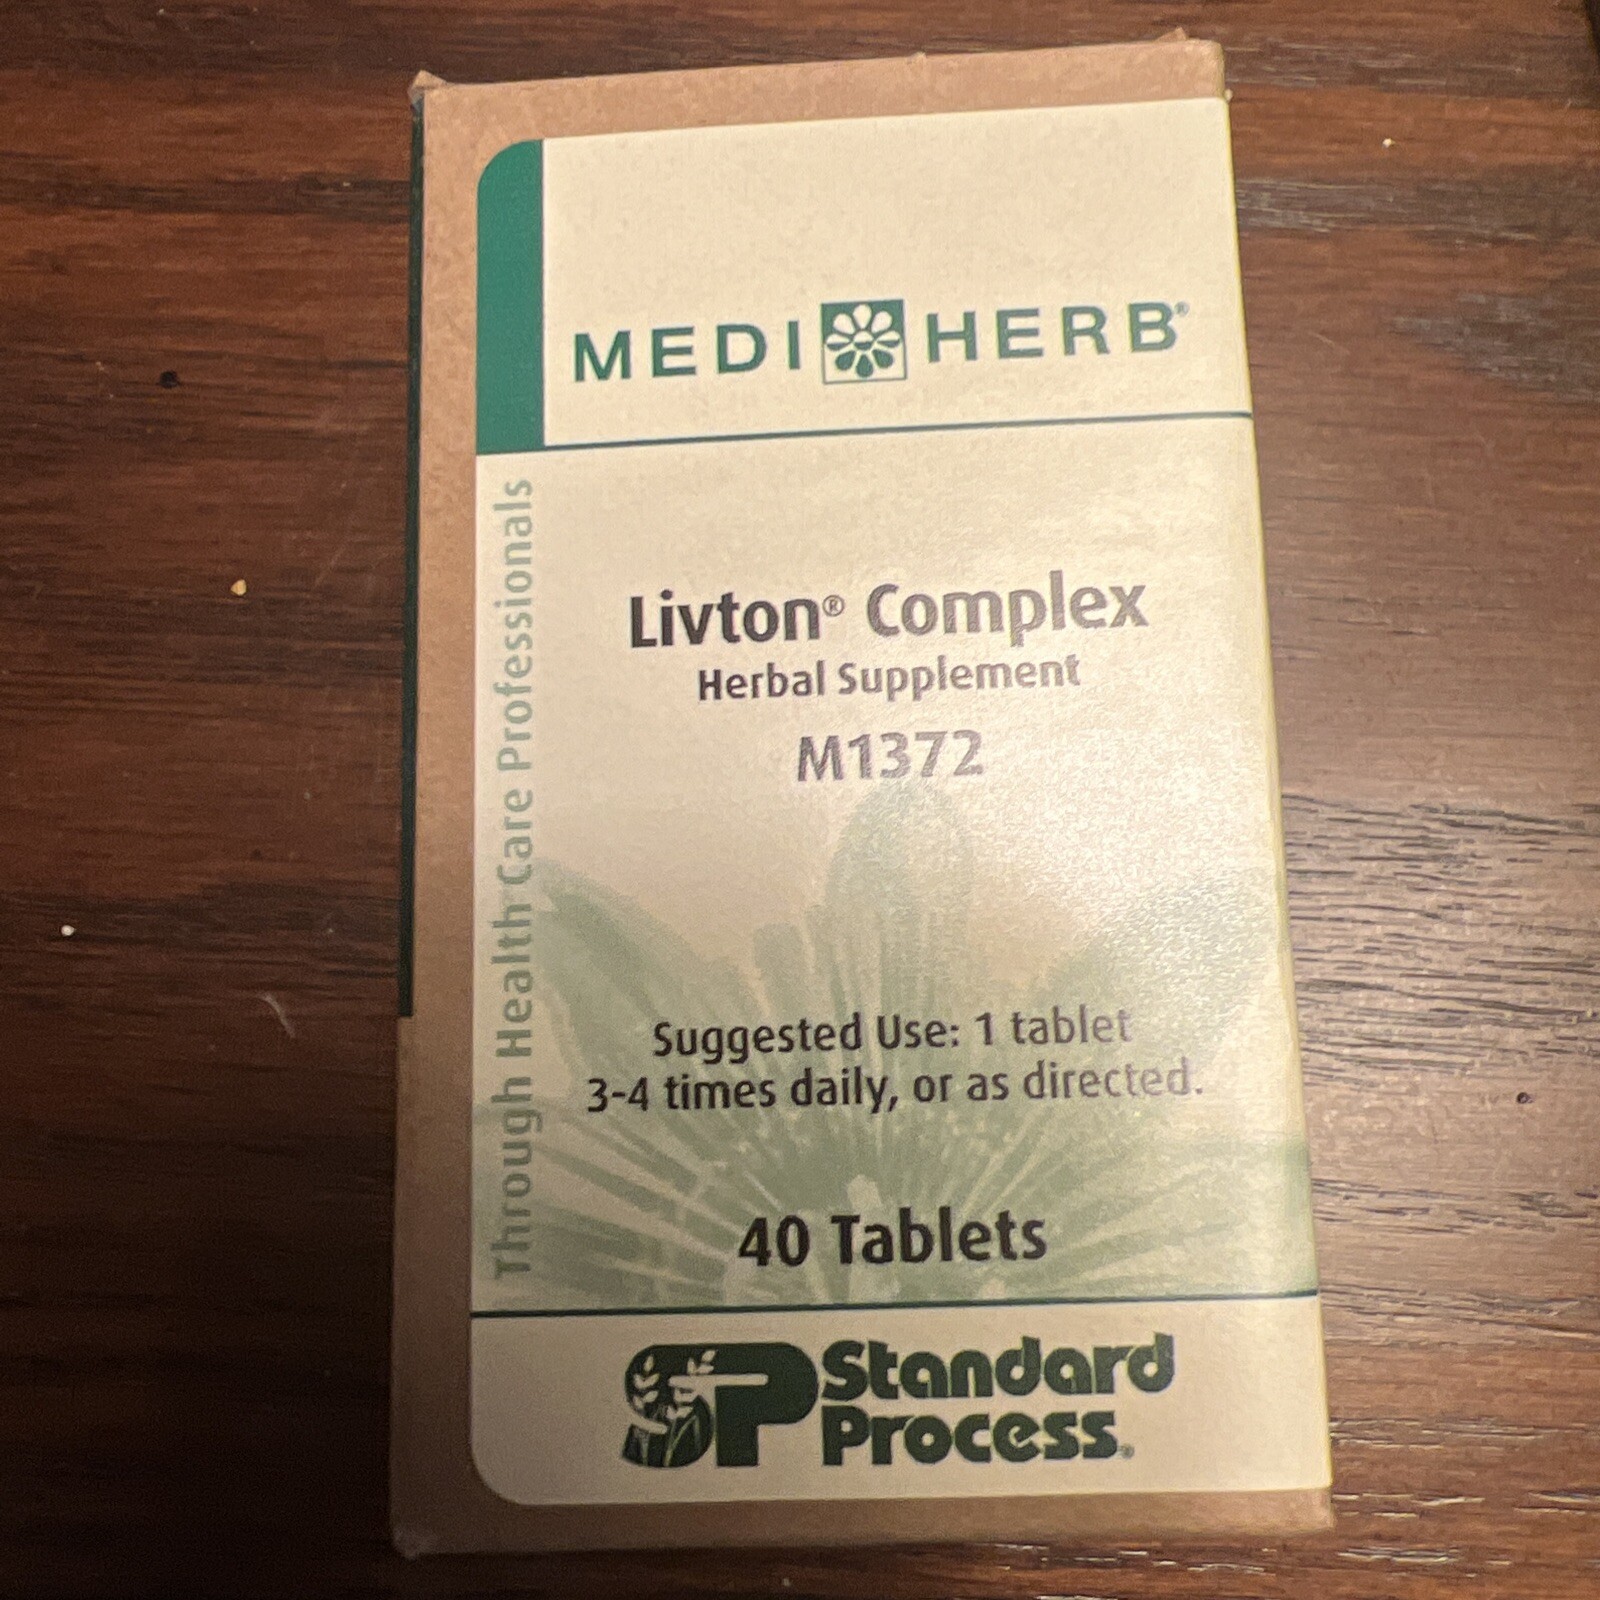 MEDI HERB®
Through Health Care Professionals
Livton® Complex
Herbal Supplement
M1372
Suggested Use: 1 tablet
3-4 times daily, or as directed.
40 Tablets
SP Standard
Process®